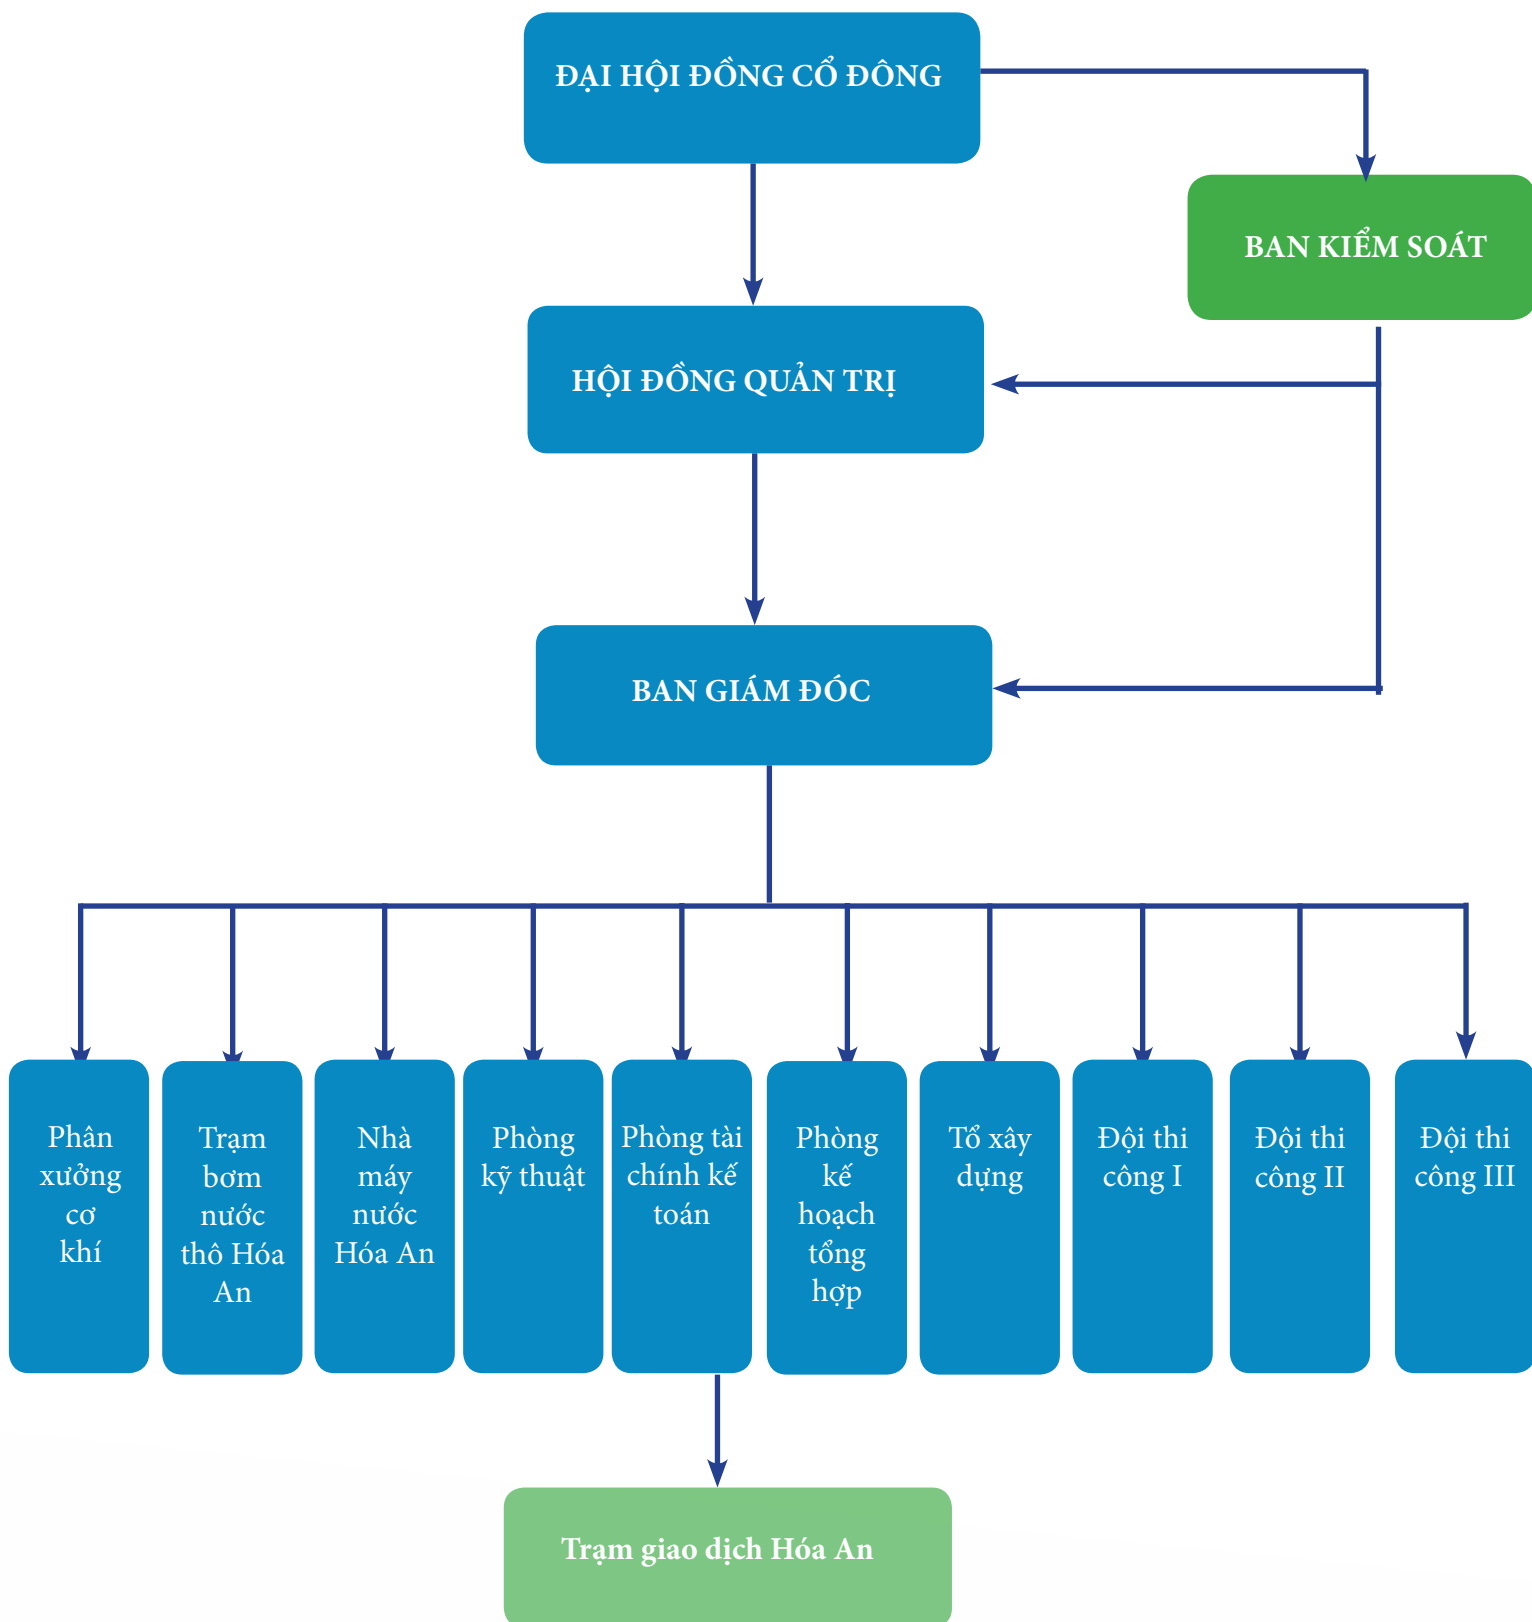 ĐẠI HỘI ĐỒNG CỔ ĐÔNG
BAN KIỂM SOÁT
HỘI ĐỒNG QUẢN TRỊ
BAN GIÁM ĐÓC
Phân
xưởng
cơ
khí
Trạm
bơm
nước
thô Hóa
An
Nhà
máy
nước
Hóa An
Phòng
kỹ thuật
Phòng tài
chính kế
toán
Phòng
kế
hoạch
tổng
hợp
Tổ xây
dựng
Đội thi
công I
Đội thi
công II
Đội thi
công III
Trạm giao dịch Hóa An